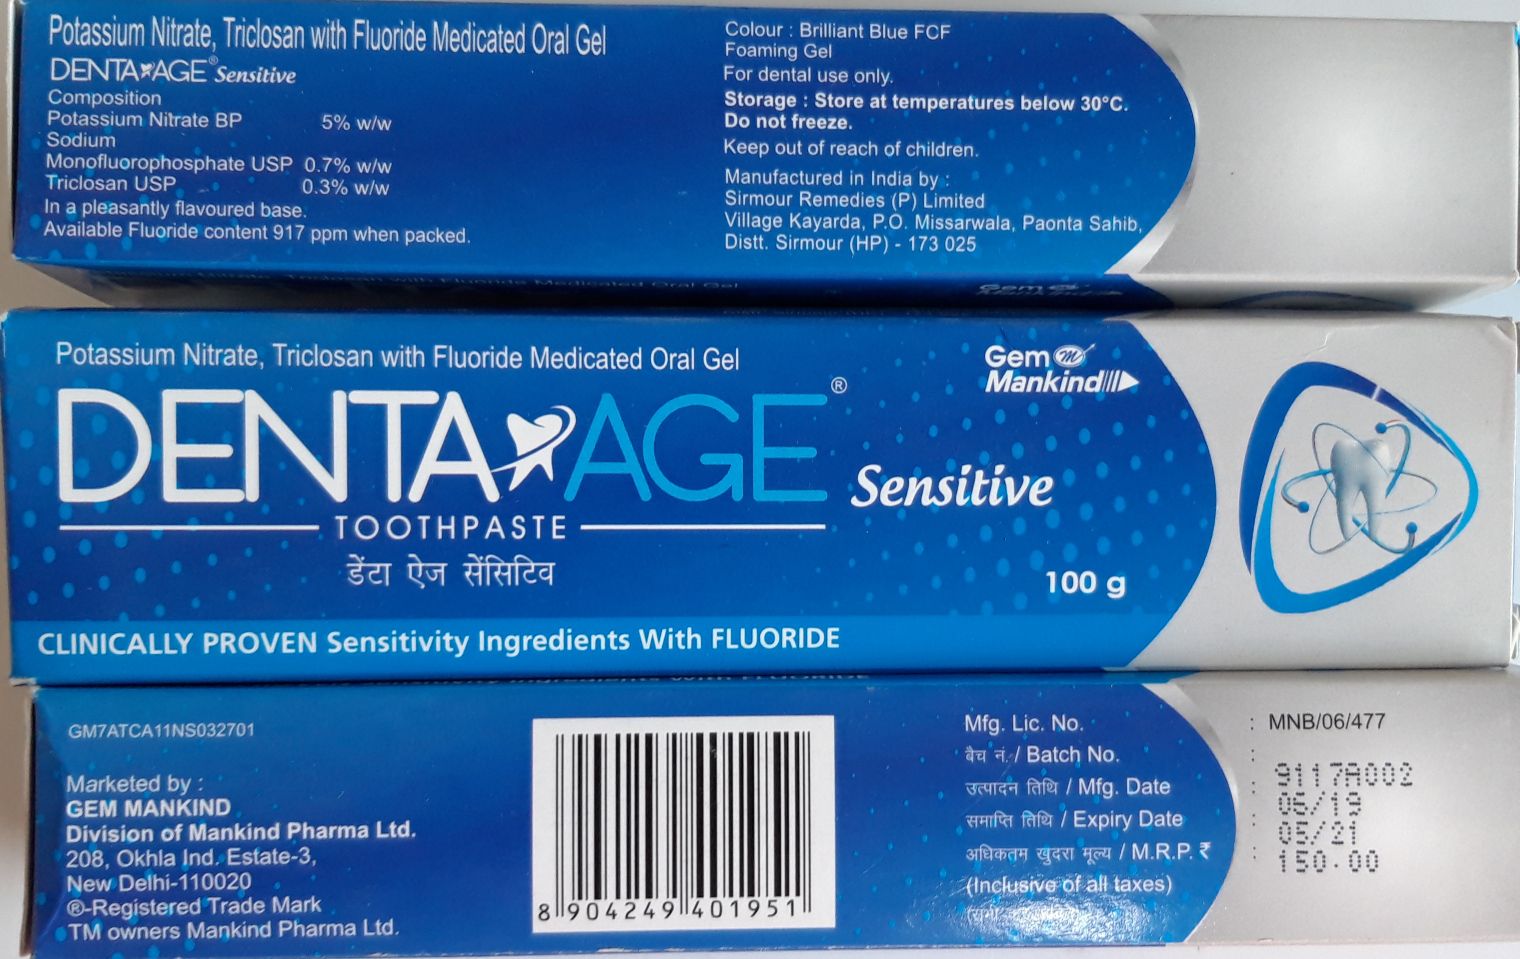 Potassium Nitrate, Triclosan with Fluoride Medicated Oral Gel
DENTA AGE® Sensitive
Composition
Potassium Nitrate BP 5% w/w
Sodium
Monofluorophosphate USP 0.7% w/w
Triclosan USP 0.3% w/w
In a pleasantly flavoured base.
Available Fluoride content 917 ppm when packed.
Colour : Brilliant Blue FCF
Foaming Gel
For dental use only.
Storage : Store at temperatures below 30°C.
Do not freeze.
Keep out of reach of children.
Manufactured in India by :
Sirmour Remedies (P) Limited
Village Kayarda, P.O. Missarwala, Paonta Sahib,
Distt. Sirmour (HP) - 173 025
Gem
Mankind
Potassium Nitrate, Triclosan with Fluoride Medicated Oral Gel
Gem m
Mankind
DENTA AGE® Sensitive
TOOTHPASTE
डेंटा ऐज सेंसिटिव
100 g
CLINICALLY PROVEN Sensitivity Ingredients With FLUORIDE
GM7ATCA11NS032701
Marketed by :
GEM MANKIND
Division of Mankind Pharma Ltd.
208, Okhla Ind. Estate-3,
New Delhi-110020
®-Registered Trade Mark
TM owners Mankind Pharma Ltd.
8 904249 401951
Mfg. Lic. No. : MNB/06/477
बैच नं. / Batch No. : 9117A002
उत्पादन तिथि / Mfg. Date : 06/19
समाप्ति तिथि / Expiry Date : 05/21
अधिकतम खुदरा मूल्य / M.R.P. ₹ : 150.00
(Inclusive of all taxes)